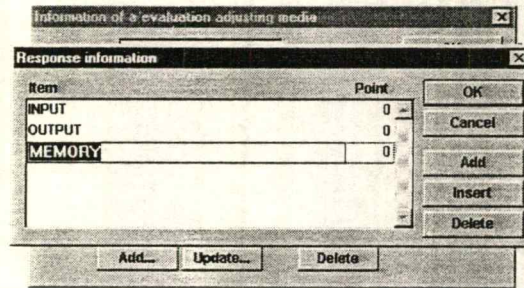 Information of a evaluation adjusting media
Response information
Item Point
INPUT 0
OUTPUT 0
MEMORY 0
OK
Cancel
Add
Insert
Delete
Add... Update... Delete